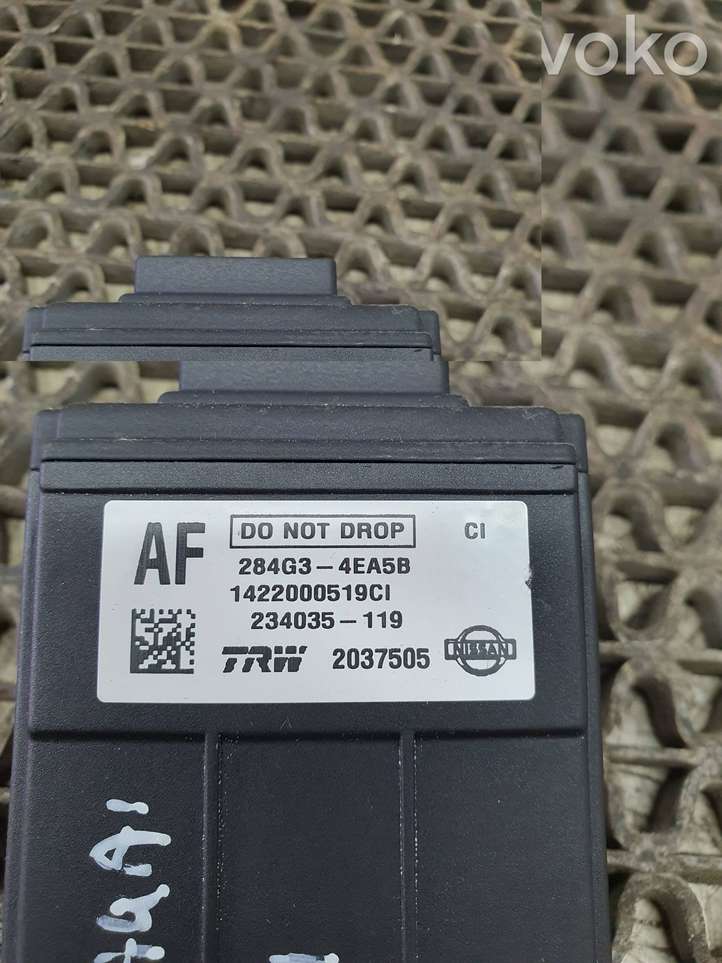 voko
AF
DO NOT DROP
CI
284G3-4EA5B
1422000519CI
234035-119
TRW
2037505
NISSAN